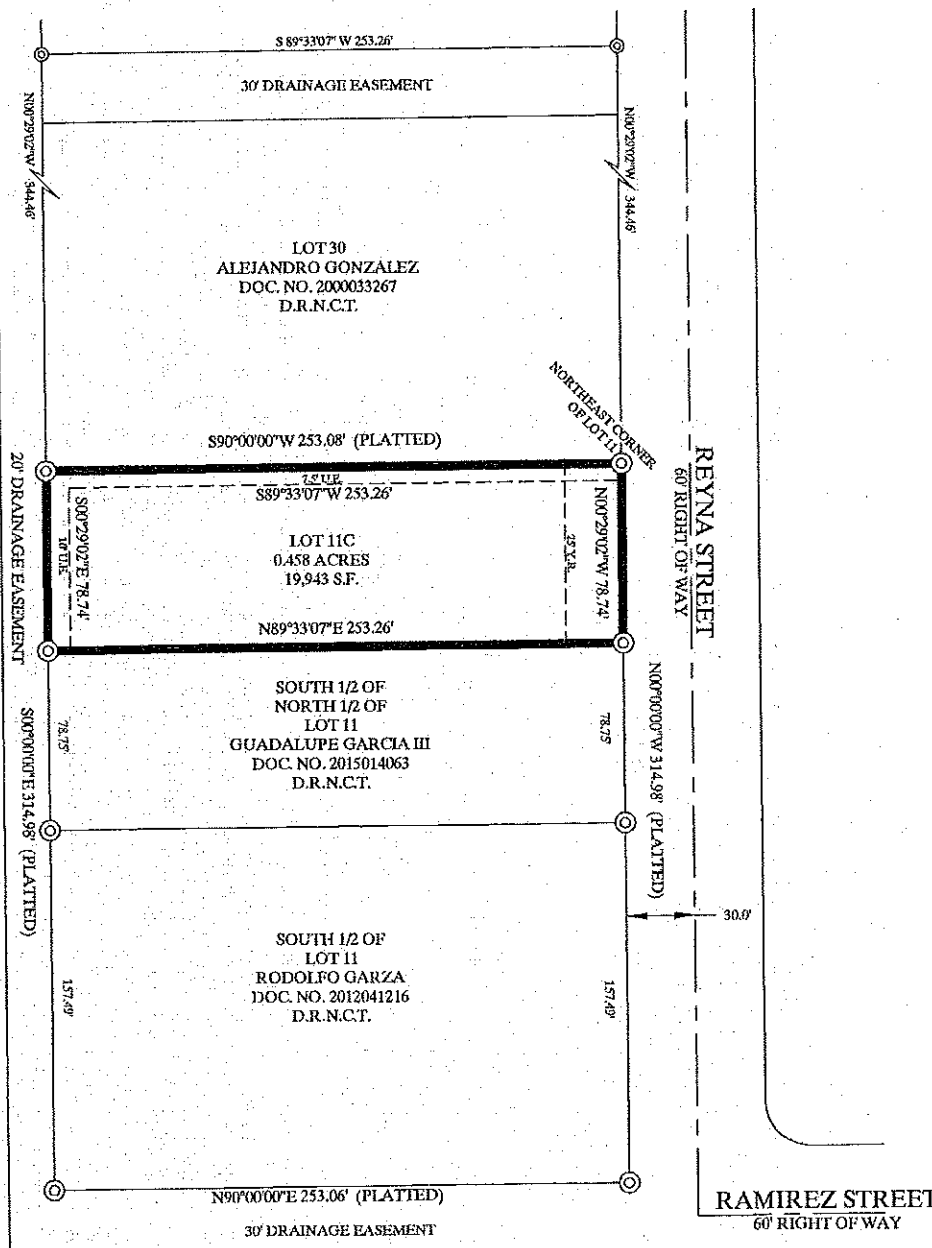 S 89°33'07" W 253.26'
30' DRAINAGE EASEMENT
N00°29'02"W 344.46'
N00°29'02"W 344.46'
LOT 30
ALEJANDRO GONZALEZ
DOC. NO. 2000033267
D.R.N.C.T.
NORTHEAST CORNER
OF LOT 11
S90°00'00"W 253.08' (PLATTED)
7.5' U.E.
S89°33'07"W 253.26'
20' DRAINAGE EASEMENT
S00°29'02"E 78.74'
10' U.E.
LOT 11C
0.458 ACRES
19,943 S.F.
25' Y.R.
N00°29'02"W 78.74'
REYNA STREET
60' RIGHT OF WAY
N89°33'07"E 253.26'
SOUTH 1/2 OF
NORTH 1/2 OF
LOT 11
GUADALUPE GARCIA III
DOC. NO. 2015014063
D.R.N.C.T.
78.75'
78.75'
S00°00'00"E 314.98' (PLATTED)
N00°00'00"W 314.98' (PLATTED)
30.0'
SOUTH 1/2 OF
LOT 11
RODOLFO GARZA
DOC. NO. 2012041216
D.R.N.C.T.
157.49'
157.49'
N90°00'00"E 253.06' (PLATTED)
30' DRAINAGE EASEMENT
RAMIREZ STREET
60' RIGHT OF WAY